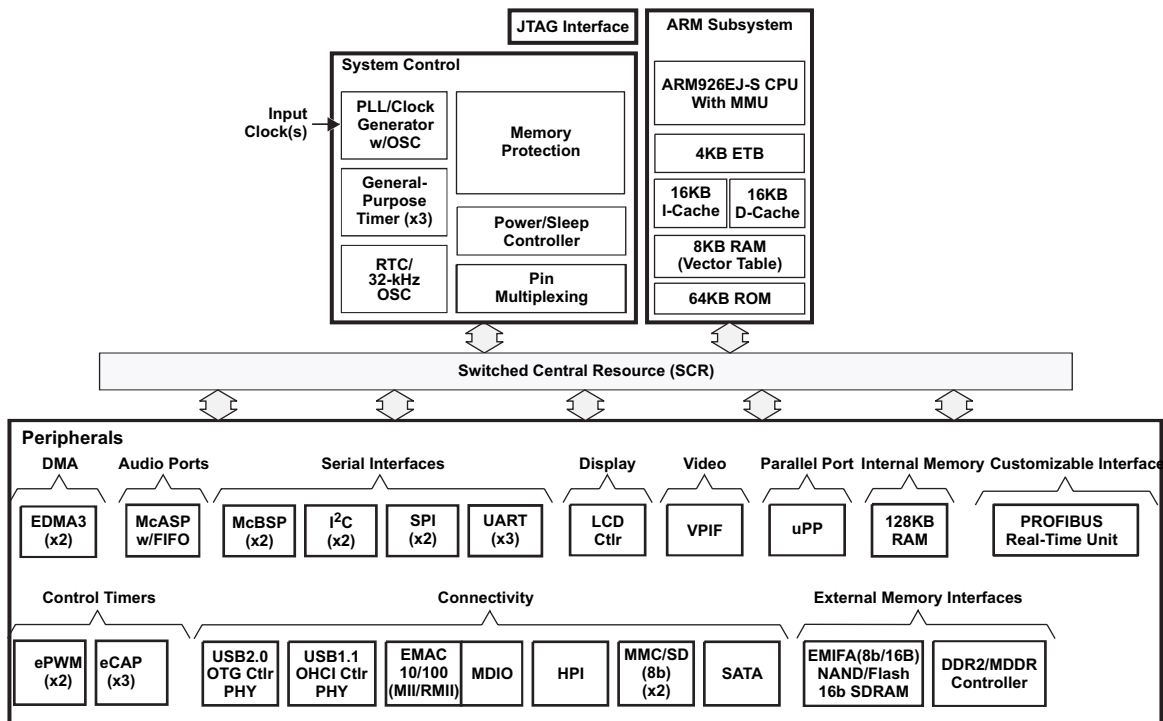 JTAG Interface
ARM Subsystem
System Control
Input
Clock(s)
PLL/Clock
Generator
w/OSC
General-
Purpose
Timer (x3)
RTC/
32-kHz
OSC
Memory
Protection
Power/Sleep
Controller
Pin
Multiplexing
ARM926EJ-S CPU
With MMU
4KB ETB
16KB
I-Cache
16KB
D-Cache
8KB RAM
(Vector Table)
64KB ROM
Switched Central Resource (SCR)
Peripherals
DMA
Audio Ports
Serial Interfaces
Display
Video
Parallel Port
Internal Memory
Customizable Interface
EDMA3
(x2)
McASP
w/FIFO
McBSP
(x2)
I²C
(x2)
SPI
(x2)
UART
(x3)
LCD
Ctlr
VPIF
uPP
128KB
RAM
PROFIBUS
Real-Time Unit
Control Timers
Connectivity
External Memory Interfaces
ePWM
(x2)
eCAP
(x3)
USB2.0
OTG Ctlr
PHY
USB1.1
OHCI Ctlr
PHY
EMAC
10/100
(MII/RMII)
MDIO
HPI
MMC/SD
(8b)
(x2)
SATA
EMIFA(8b/16B)
NAND/Flash
16b SDRAM
DDR2/MDDR
Controller